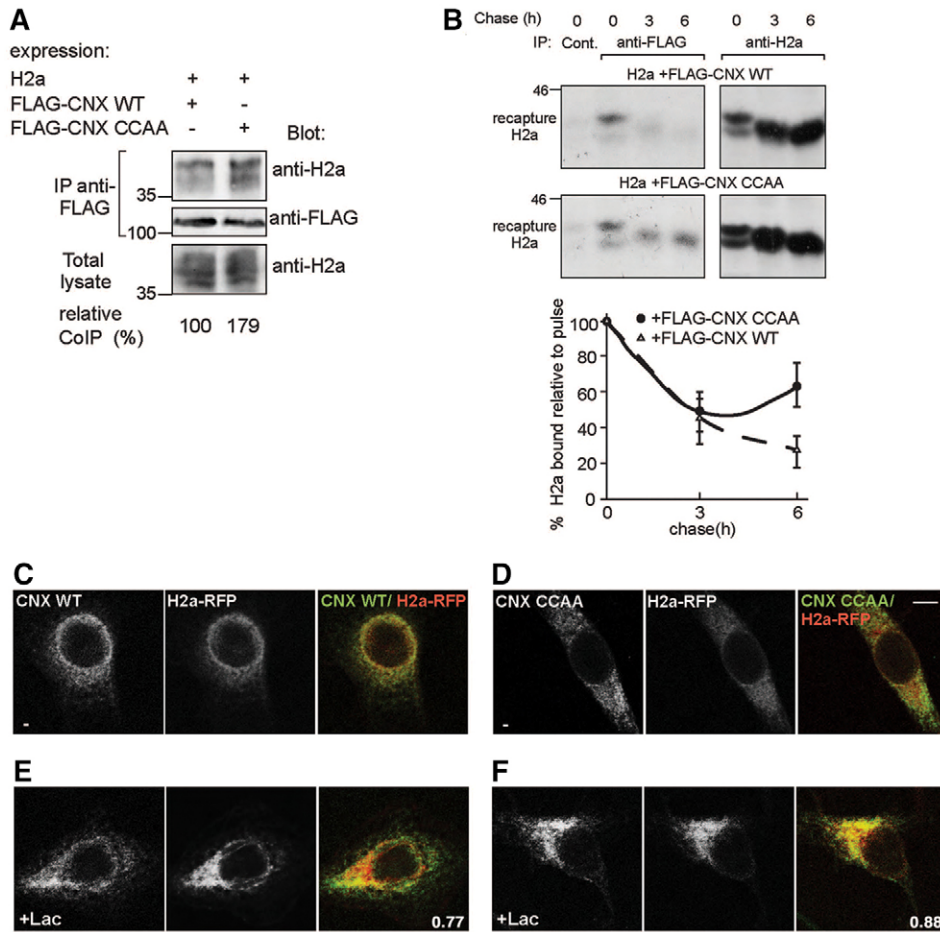 A
expression:
H2a + +
FLAG-CNX WT + -
FLAG-CNX CCAA - +
Blot:
IP anti-FLAG
anti-H2a
35
anti-FLAG
100
Total lysate
anti-H2a
35
relative CoIP (%) 100 179
B
Chase (h) 0 0 3 6 0 3 6
IP: Cont. anti-FLAG anti-H2a
H2a +FLAG-CNX WT
46
recapture H2a
H2a +FLAG-CNX CCAA
46
recapture H2a
% H2a bound relative to pulse
100
80
60
40
20
0
+FLAG-CNX CCAA
+FLAG-CNX WT
0 3 6
chase(h)
C
CNX WT H2a-RFP CNX WT/ H2a-RFP
-
D
CNX CCAA H2a-RFP CNX CCAA/
H2a-RFP
-
E
+Lac 0.77
F
+Lac 0.88